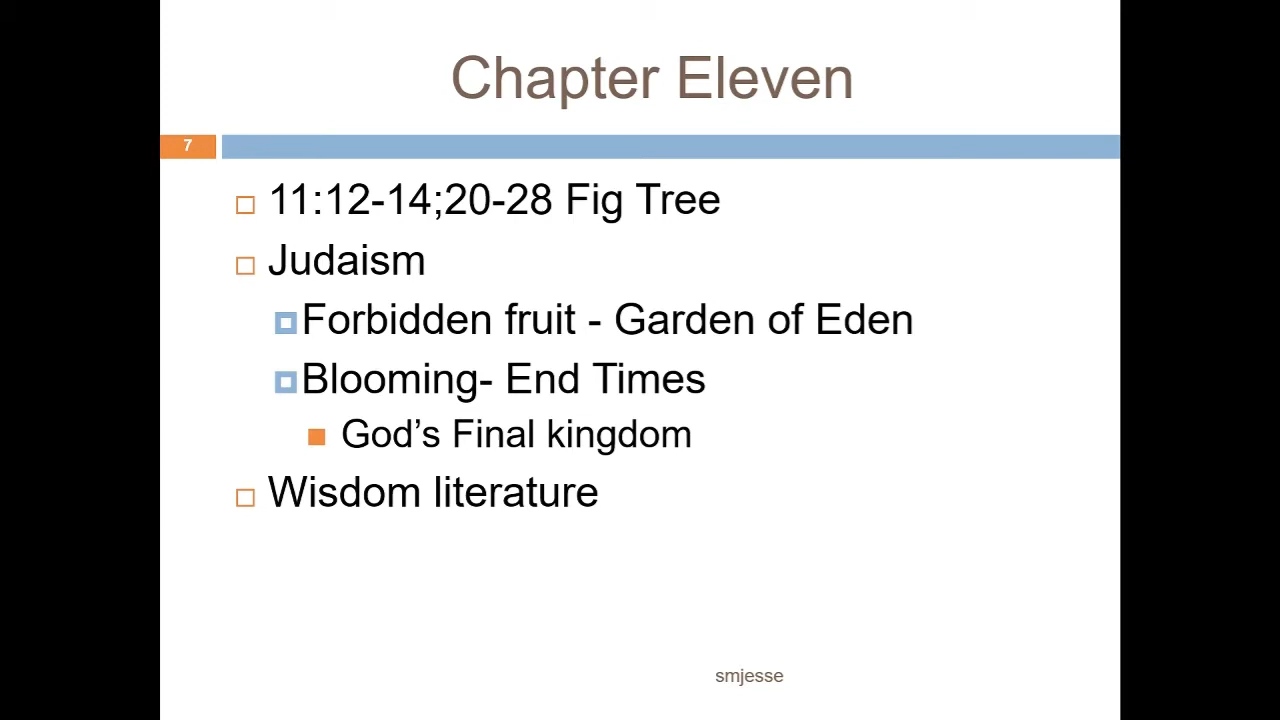 Chapter Eleven
7
11:12-14;20-28 Fig Tree
Judaism
Forbidden fruit - Garden of Eden
Blooming- End Times
God’s Final kingdom
Wisdom literature
smjesse